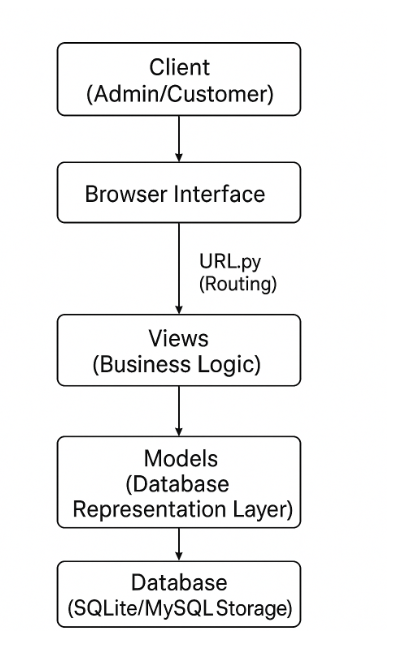 Client
(Admin/Customer)
Browser Interface
URL.py
(Routing)
Views
(Business Logic)
Models
(Database
Representation Layer)
Database
(SQLite/MySQL Storage)